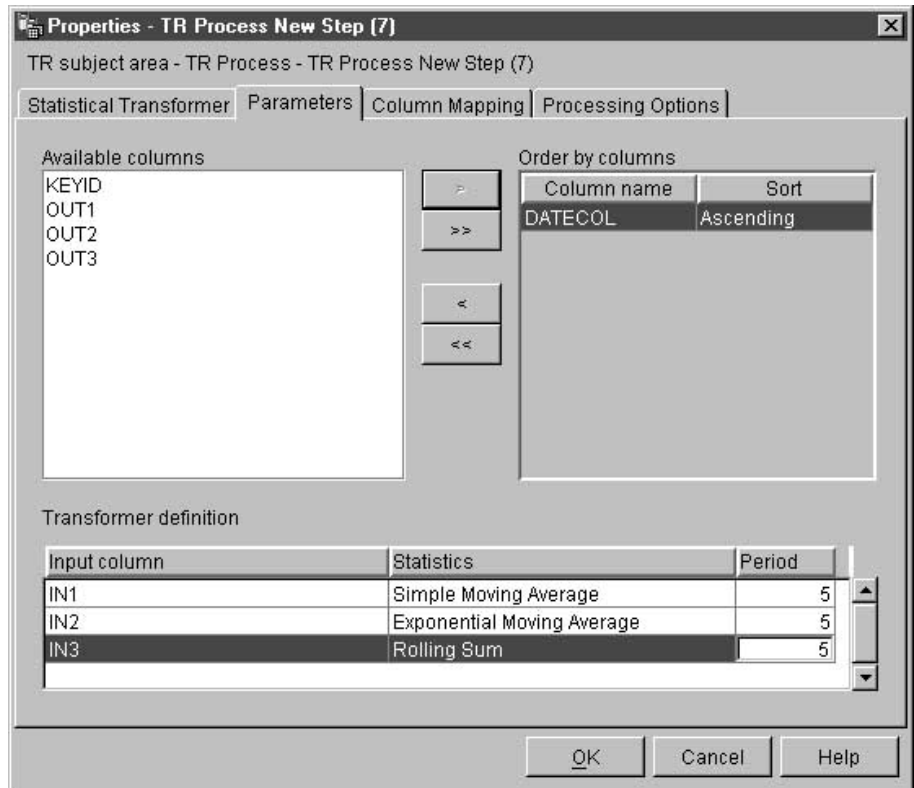 Properties - TR Process New Step (7)
TR subject area - TR Process - TR Process New Step (7)
Statistical Transformer Parameters Column Mapping Processing Options
Available columns
KEYID
OUT1
OUT2
OUT3
>
>>
<
<<
Order by columns
Column name Sort
DATECOL Ascending
Transformer definition
Input column Statistics Period
IN1 Simple Moving Average 5
IN2 Exponential Moving Average 5
IN3 Rolling Sum 5
OK Cancel Help